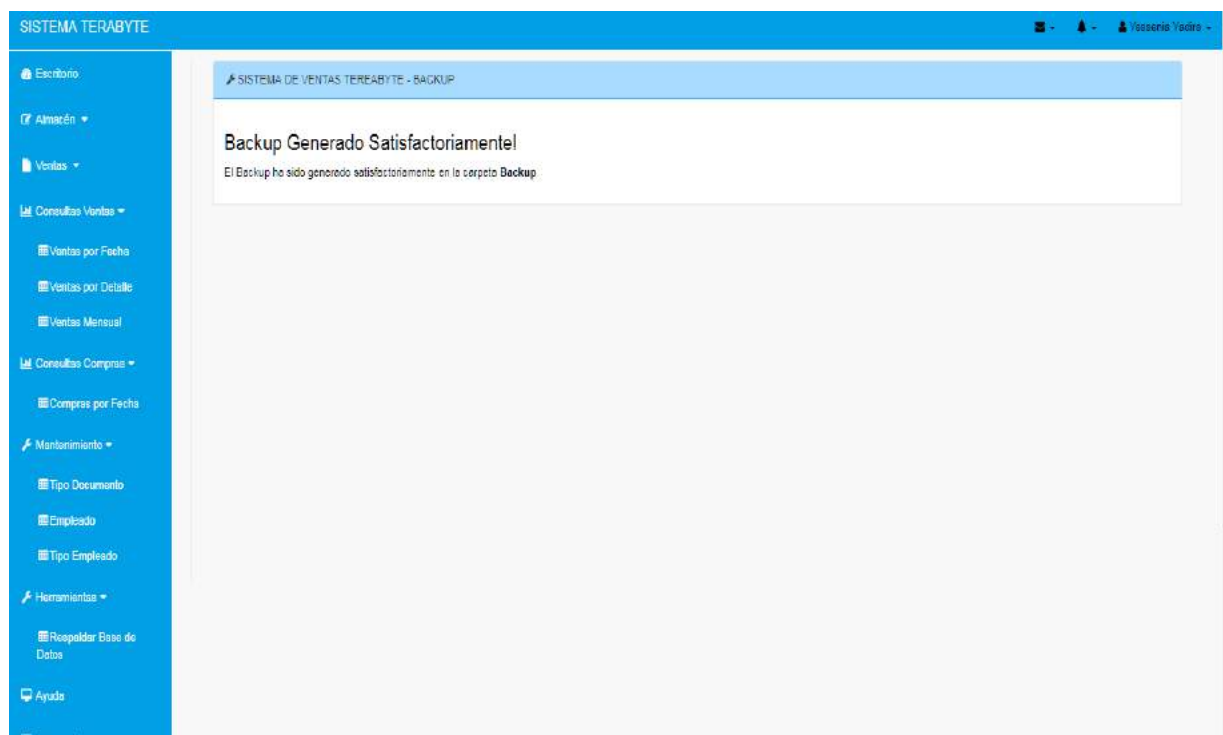 SISTEMA TERABYTE
Yessenia Yadira
Escritorio
Almacén
Ventas
Consultas Ventas
Ventas por Fecha
Ventas por Detalle
Ventas Mensual
Consultas Compras
Compras por Fecha
Mantenimiento
Tipo Documento
Empleado
Tipo Empleado
Herramientas
Respaldar Base de
Datos
Ayuda
SISTEMA DE VENTAS TEREABYTE - BACKUP
Backup Generado Satisfactoriamente!
El Backup ha sido generado satisfactoriamente en la carpeta Backup